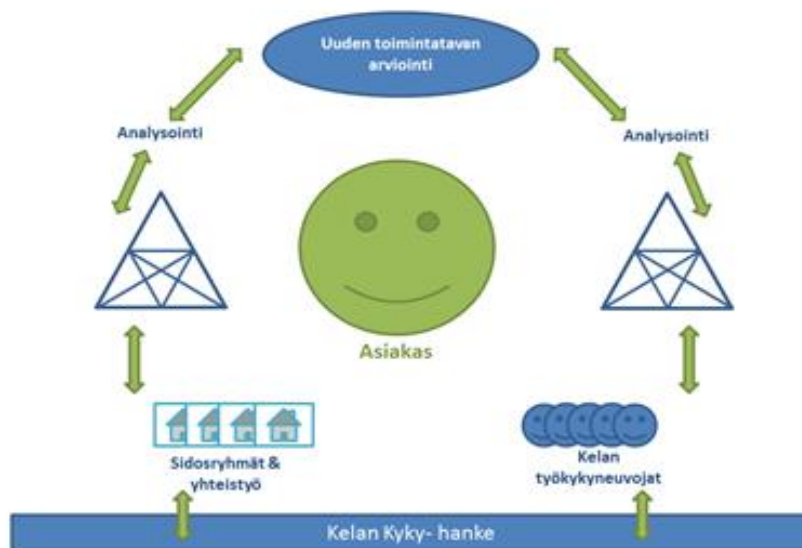 Uuden toimintatavan
arviointi
Analysointi
Analysointi
Asiakas
Sidosryhmät &
yhteistyö
Kelan
työkykyneuvojat
Kelan Kyky- hanke